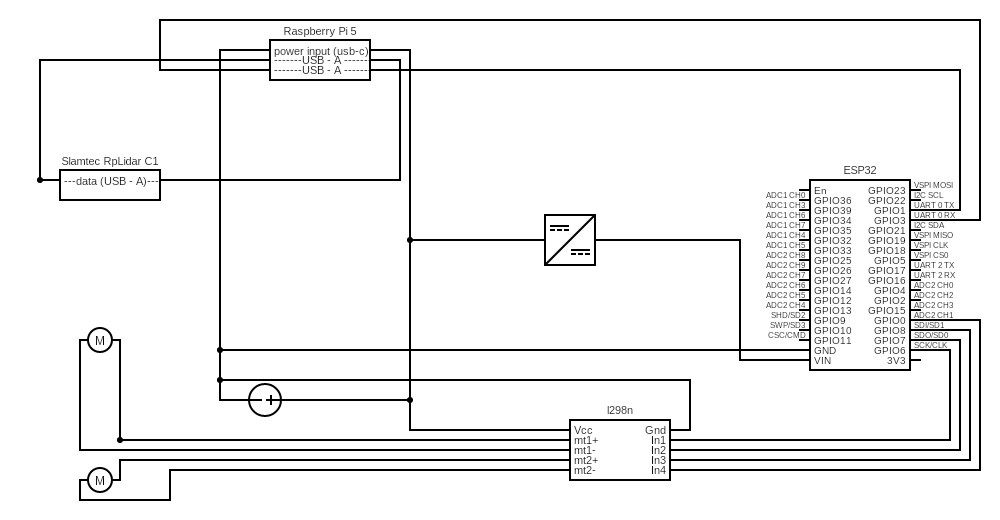 Raspberry Pi 5
power input (usb-c)
-------USB - A ------
-------USB - A ------
Slamtec RpLidar C1
---data (USB - A)---
ESP32
En
GPIO36
GPIO39
GPIO34
GPIO35
GPIO32
GPIO33
GPIO25
GPIO26
GPIO27
GPIO14
GPIO12
GPIO13
GPIO9
GPIO10
GPIO11
GND
VIN
ADC1 CH0
ADC1 CH3
ADC1 CH6
ADC1 CH7
ADC1 CH4
ADC1 CH5
ADC2 CH8
ADC2 CH9
ADC2 CH7
ADC2 CH6
ADC2 CH5
ADC2 CH4
SHD/SD2
SWP/SD3
CSC/CMD
GPIO23
GPIO22
GPIO1
GPIO3
GPIO21
GPIO19
GPIO18
GPIO5
GPIO17
GPIO16
GPIO4
GPIO2
GPIO15
GPIO0
GPIO8
GPIO7
GPIO6
3V3
VSPI MOSI
I2C SCL
UART 0 TX
UART 0 RX
I2C SDA
VSPI MISO
VSPI CLK
VSPI CS0
UART 2 TX
UART 2 RX
ADC2 CH0
ADC2 CH2
ADC2 CH3
ADC2 CH1
SDI/SD1
SDO/SD0
SCK/CLK
M
M
l298n
Vcc
mt1+
mt1-
mt2+
mt2-
Gnd
In1
In2
In3
In4